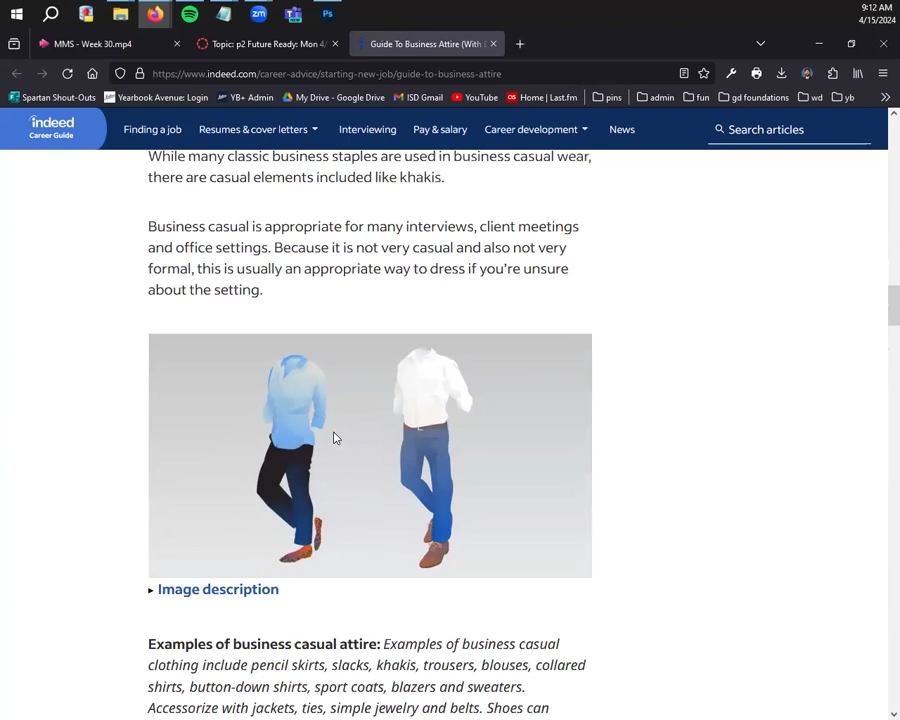 9:12 AM
4/15/2024
MMS - Week 30.mp4
Topic: p2 Future Ready: Mon 4/
Guide To Business Attire (With
https://www.indeed.com/career-advice/starting-new-job/guide-to-business-attire
Spartan Shout-Outs
Yearbook Avenue: Login
YB+ Admin
My Drive - Google Drive
ISD Gmail
YouTube
Home | Last.fm
pins
admin
fun
gd foundations
wd
yb
indeed
Career Guide
Finding a job
Resumes & cover letters
Interviewing
Pay & salary
Career development
News
Search articles
While many classic business staples are used in business casual wear,
there are casual elements included like khakis.
Business casual is appropriate for many interviews, client meetings
and office settings. Because it is not very casual and also not very
formal, this is usually an appropriate way to dress if you're unsure
about the setting.
Image description
Examples of business casual attire: Examples of business casual
clothing include pencil skirts, slacks, khakis, trousers, blouses, collared
shirts, button-down shirts, sport coats, blazers and sweaters.
Accessorize with jackets, ties, simple jewelry and belts. Shoes can